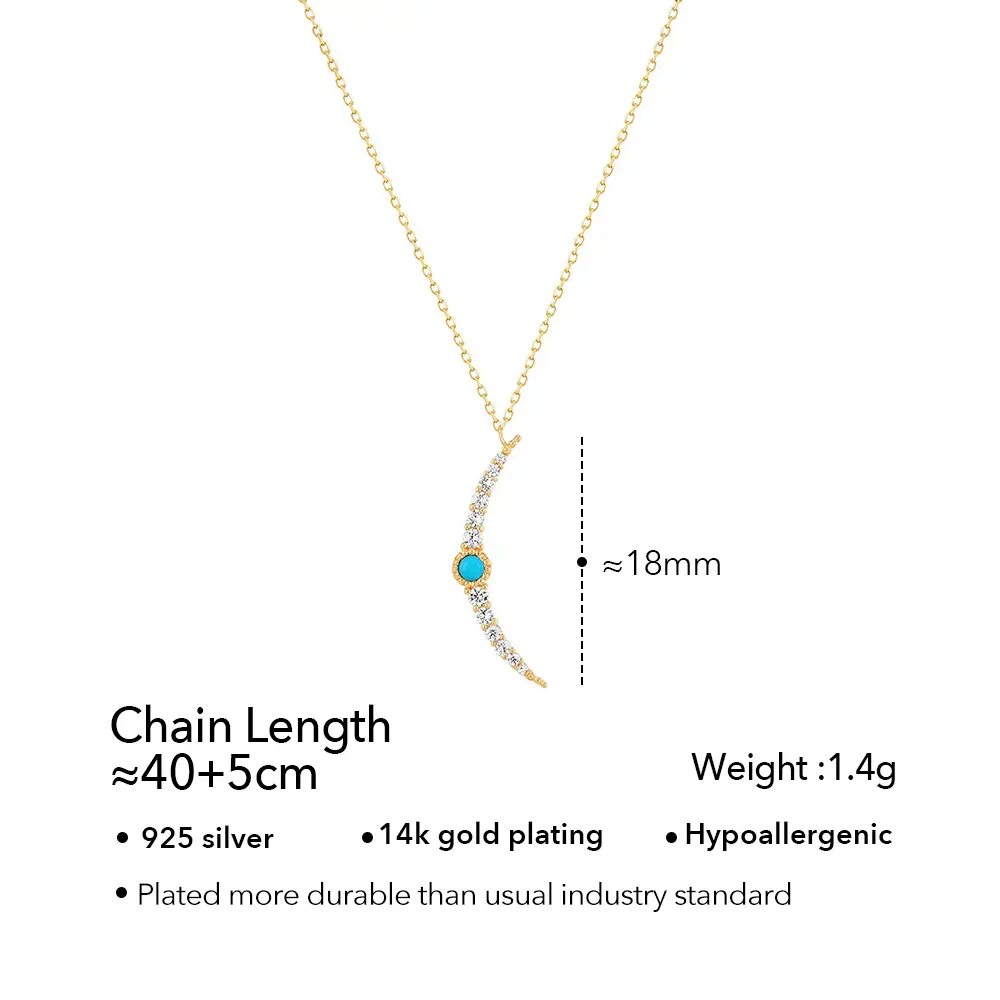 ≈18mm
Chain Length
≈40+5cm
Weight :1.4g
• 925 silver
• 14k gold plating
• Hypoallergenic
• Plated more durable than usual industry standard